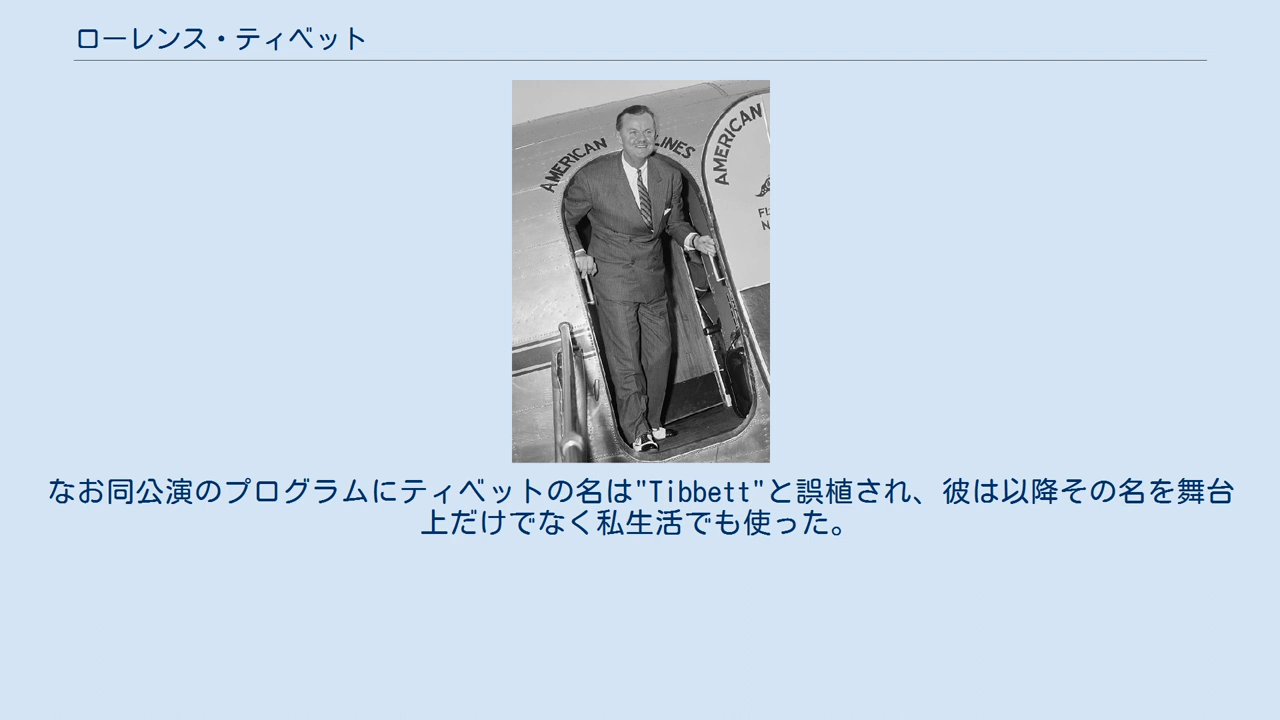 ローレンス・ティベット
AMERICAN LINES
AMERICAN
なお同公演のプログラムにティベットの名は"Tibbett"と誤植され、彼は以降その名を舞台
上だけでなく私生活でも使った。